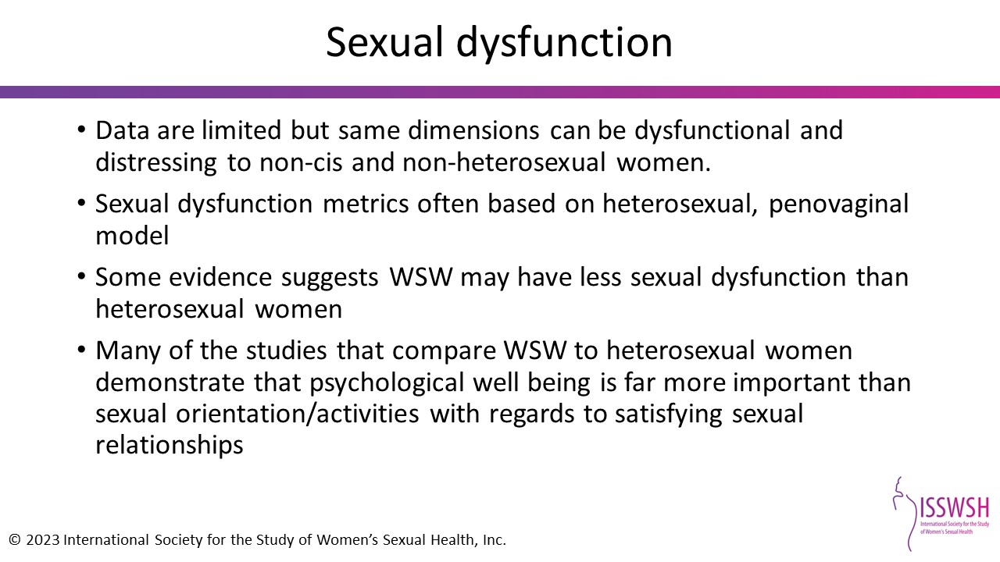 Sexual dysfunction
• Data are limited but same dimensions can be dysfunctional and
distressing to non-cis and non-heterosexual women.
• Sexual dysfunction metrics often based on heterosexual, penovaginal
model
• Some evidence suggests WSW may have less sexual dysfunction than
heterosexual women
• Many of the studies that compare WSW to heterosexual women
demonstrate that psychological well being is far more important than
sexual orientation/activities with regards to satisfying sexual
relationships
ISSWSH
International Society for the Study
of Women's Sexual Health
© 2023 International Society for the Study of Women’s Sexual Health, Inc.